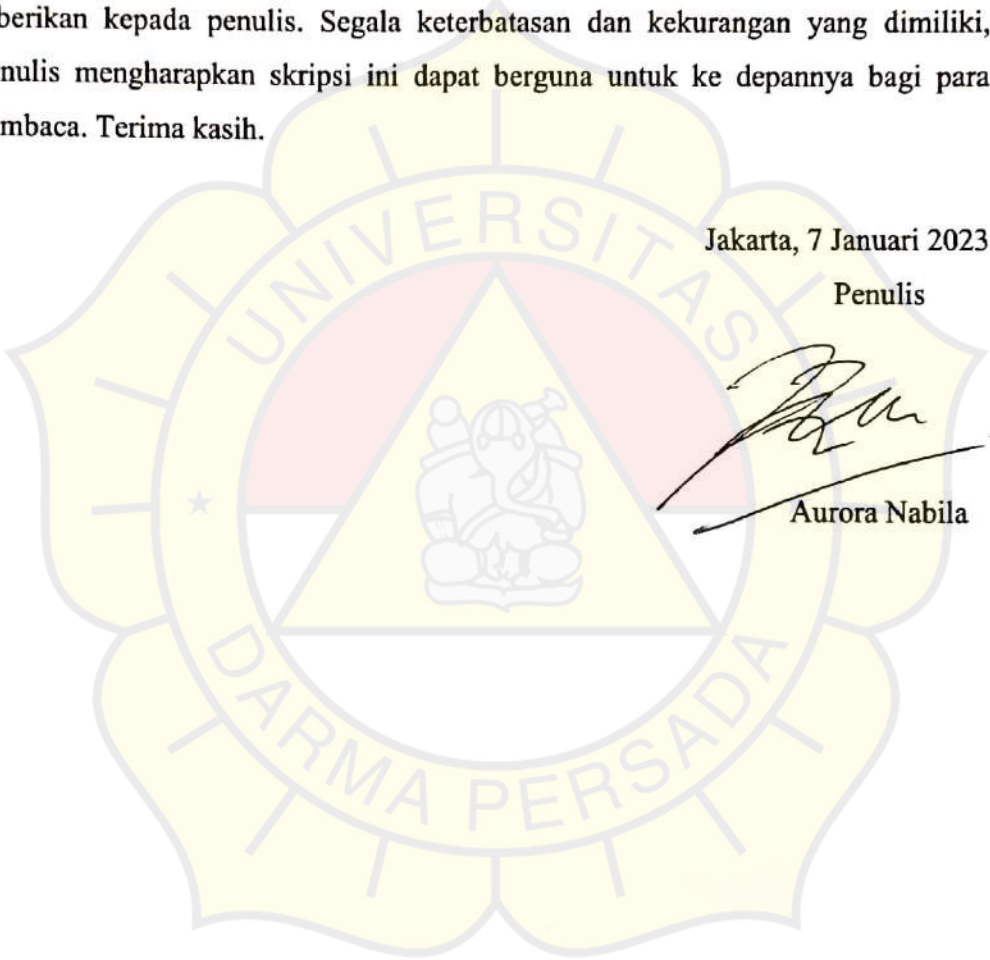 berikan kepada penulis. Segala keterbatasan dan kekurangan yang dimiliki,
nulis mengharapkan skripsi ini dapat berguna untuk ke depannya bagi para
mbaca. Terima kasih.
Jakarta, 7 Januari 2023
Penulis
Aurora Nabila
UNIVERSITAS
DARMA PERSADA